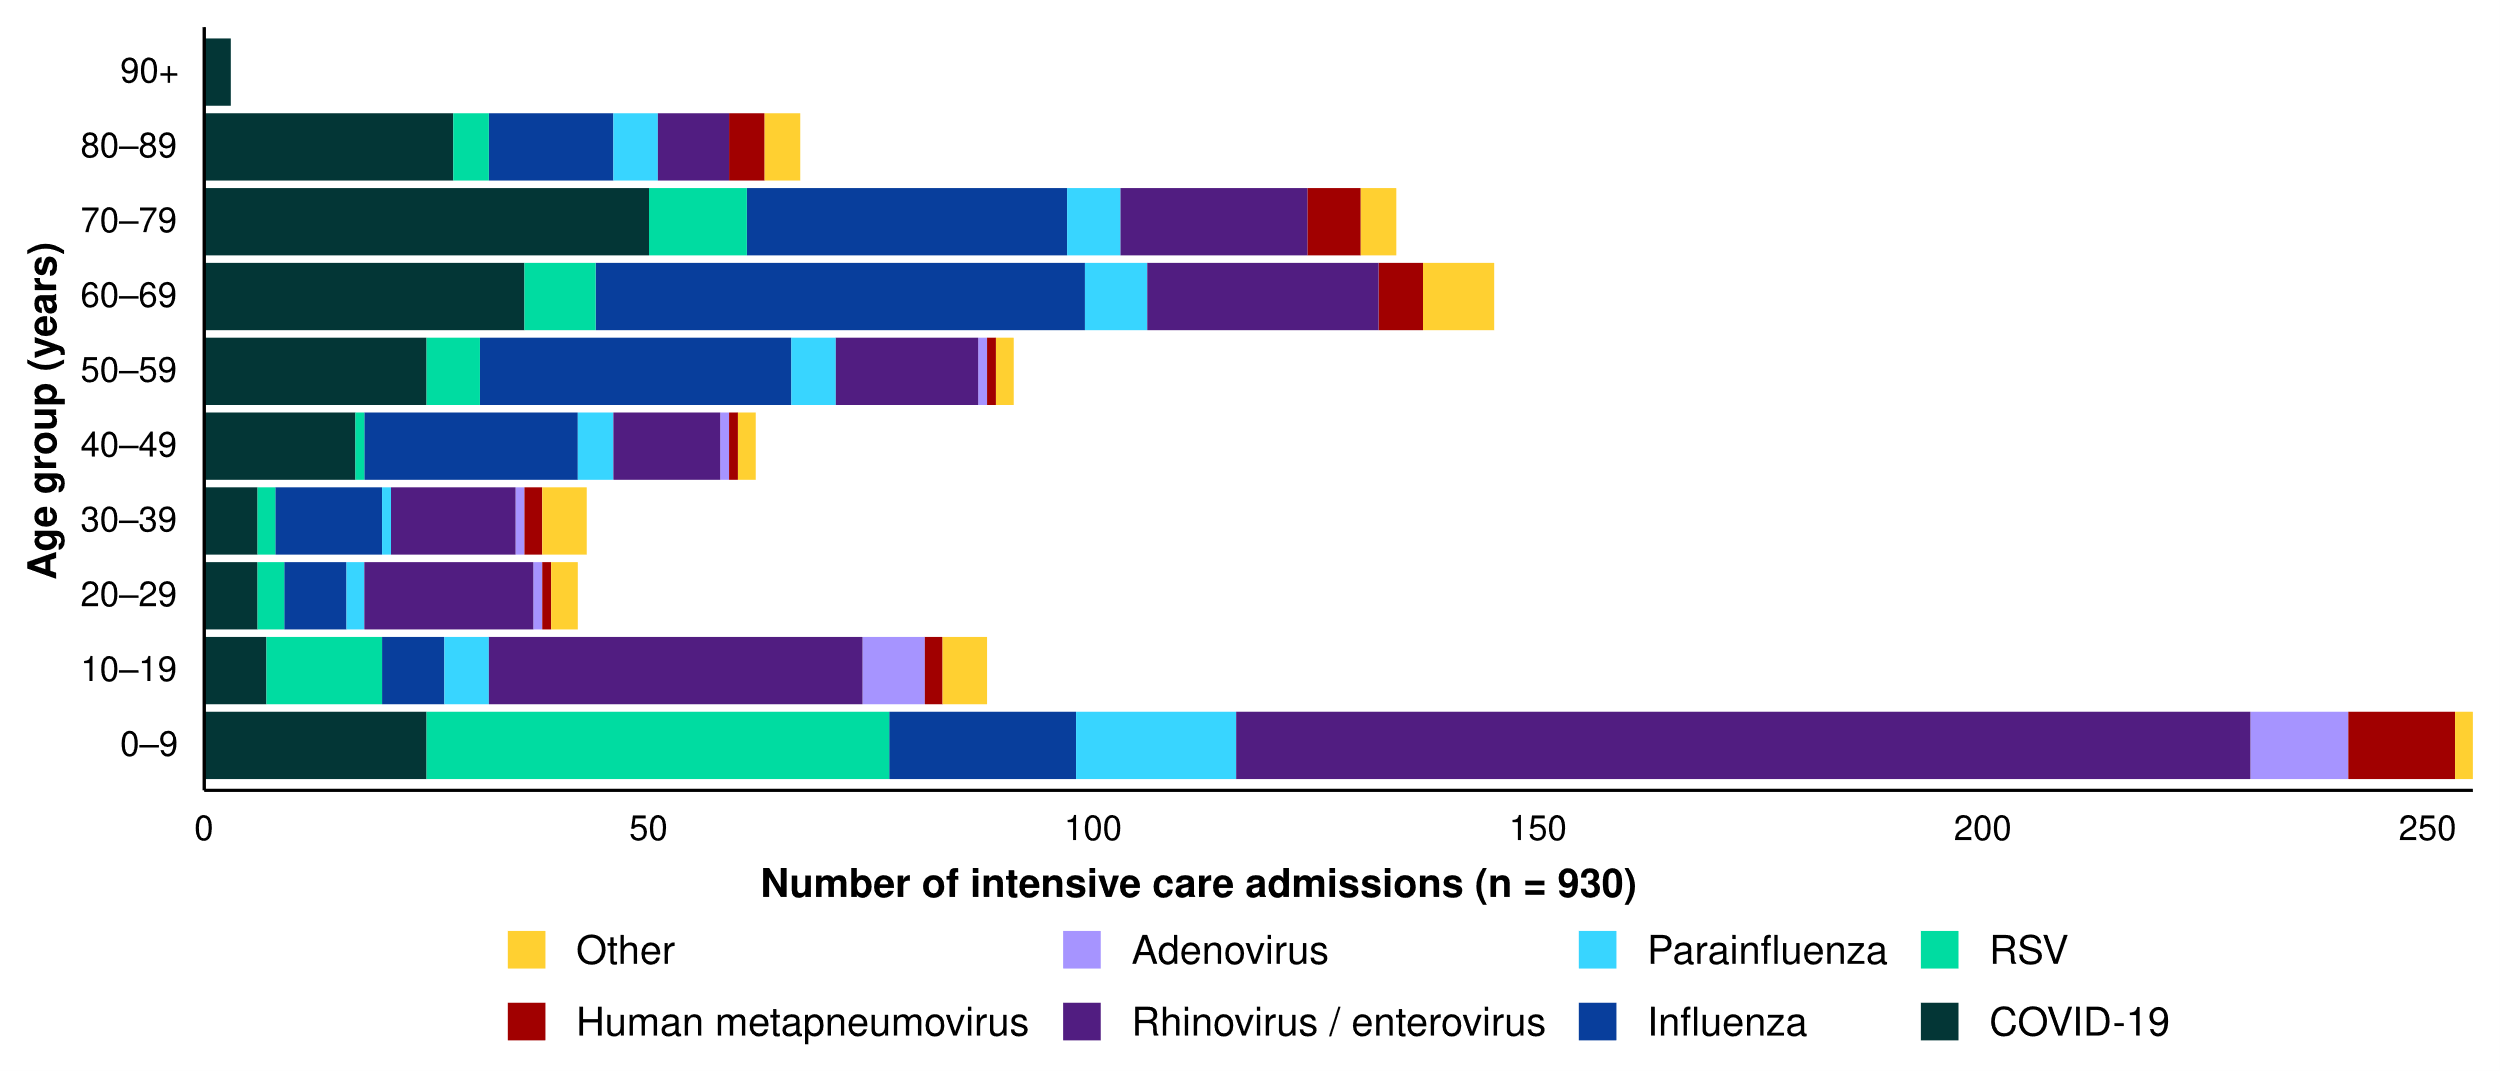 90+
80–89
70–79
60–69
50–59
40–49
30–39
20–29
10–19
0–9
Age group (years)
0 50 100 150 200 250
Number of intensive care admissions (n = 930)
Other Adenovirus Parainfluenza RSV
Human metapneumovirus Rhinovirus / enterovirus Influenza COVID-19